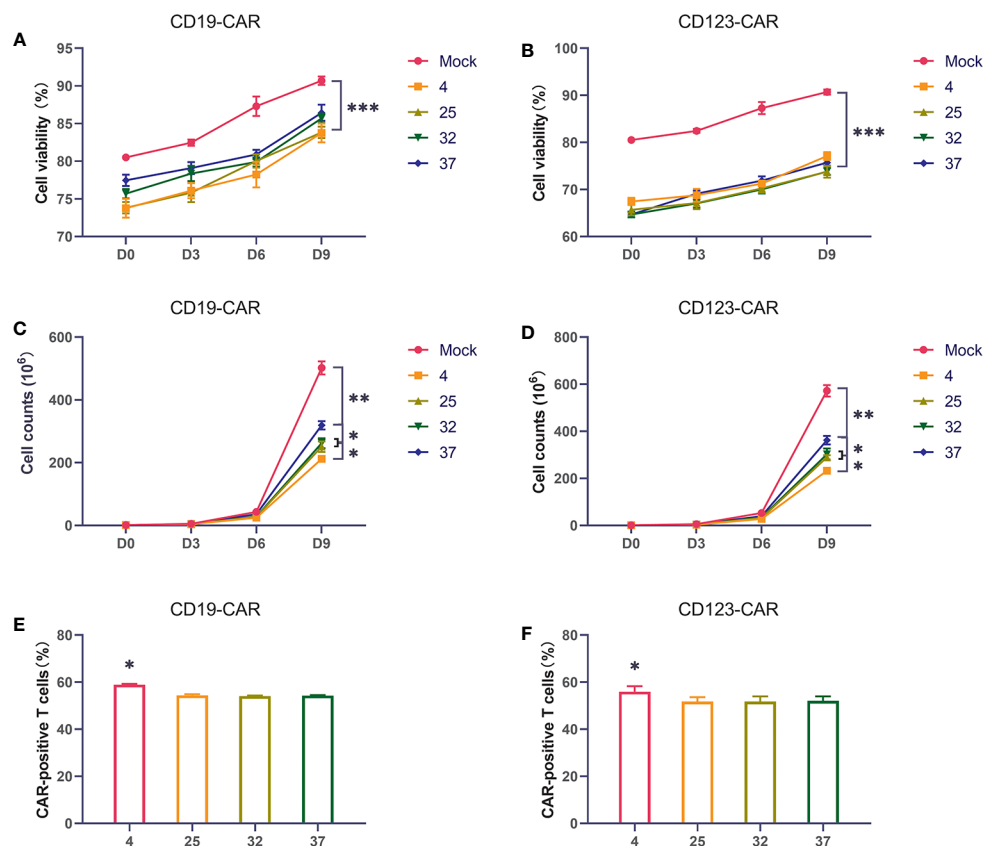 CD19-CAR
A
Cell viability (%)
95
90
85
80
75
70
D0 D3 D6 D9
Mock
4
25
32
37
***
CD123-CAR
B
Cell viability (%)
100
90
80
70
60
D0 D3 D6 D9
Mock
4
25
32
37
***
CD19-CAR
C
Cell counts (10⁶)
600
400
200
0
D0 D3 D6 D9
Mock
4
25
32
37
**
*
*
CD123-CAR
D
Cell counts (10⁶)
800
600
400
200
0
D0 D3 D6 D9
Mock
4
25
32
37
**
*
*
CD19-CAR
E
CAR-positive T cells(%)
80
60
40
20
0
*
4 25 32 37
CD123-CAR
F
CAR-positive T cells(%)
80
60
40
20
0
*
4 25 32 37